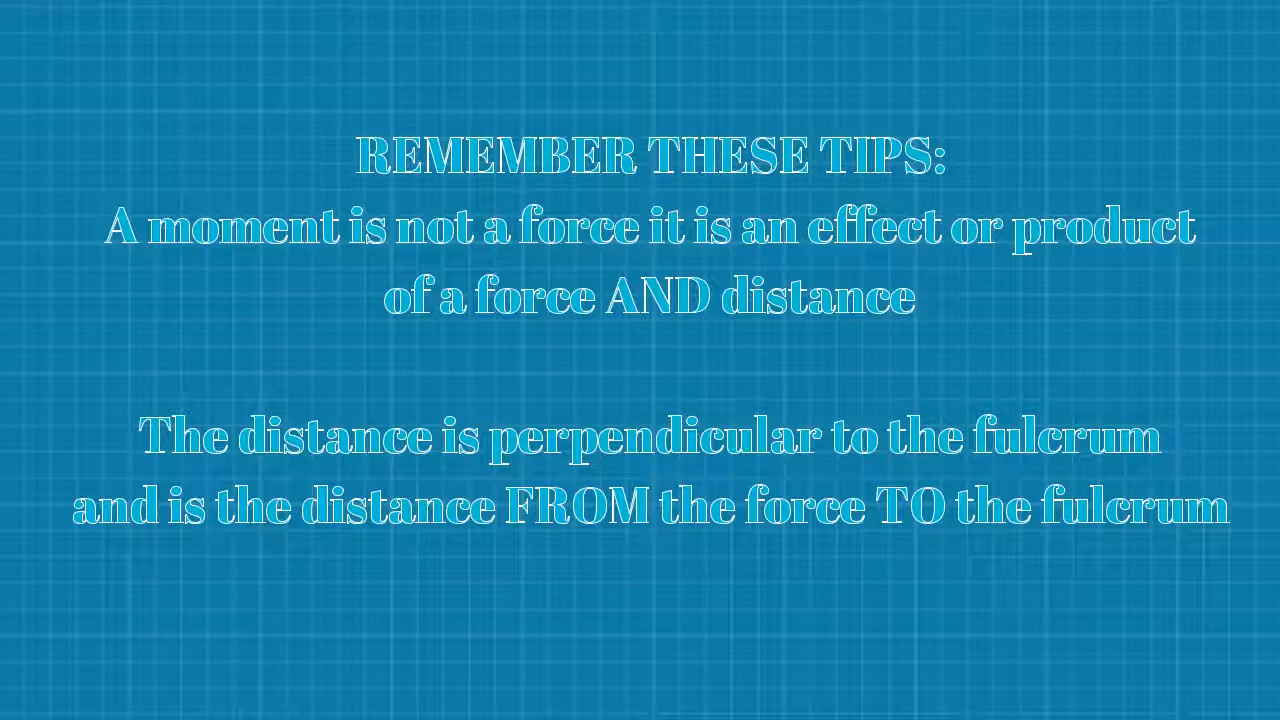 REMEMBER THESE TIPS:
A moment is not a force it is an effect or product
of a force AND distance
The distance is perpendicular to the fulcrum
and is the distance FROM the force TO the fulcrum